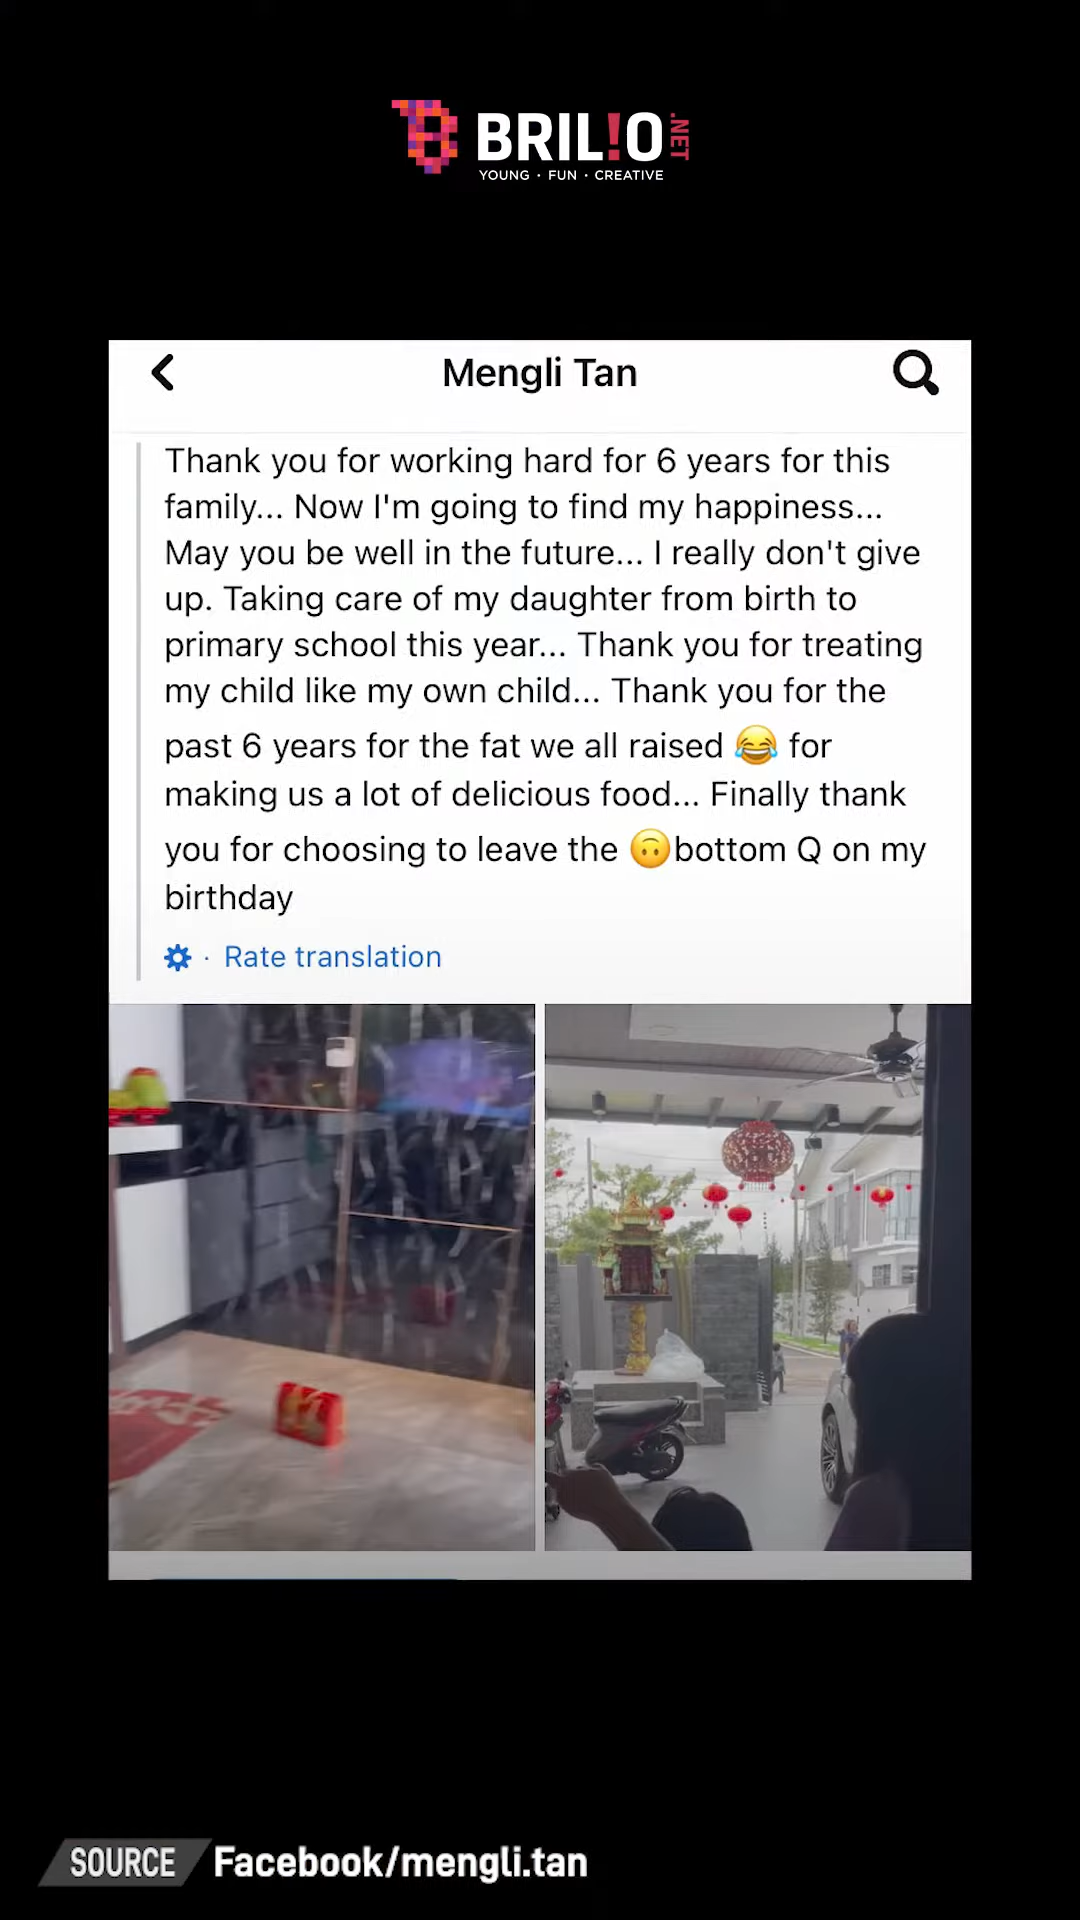 BRIL!O.NET
YOUNG · FUN · CREATIVE
Mengli Tan
Thank you for working hard for 6 years for this
family... Now I'm going to find my happiness...
May you be well in the future... I really don't give
up. Taking care of my daughter from birth to
primary school this year... Thank you for treating
my child like my own child... Thank you for the
past 6 years for the fat we all raised 😂 for
making us a lot of delicious food... Finally thank
you for choosing to leave the 🙃bottom Q on my
birthday
· Rate translation
SOURCE Facebook/mengli.tan